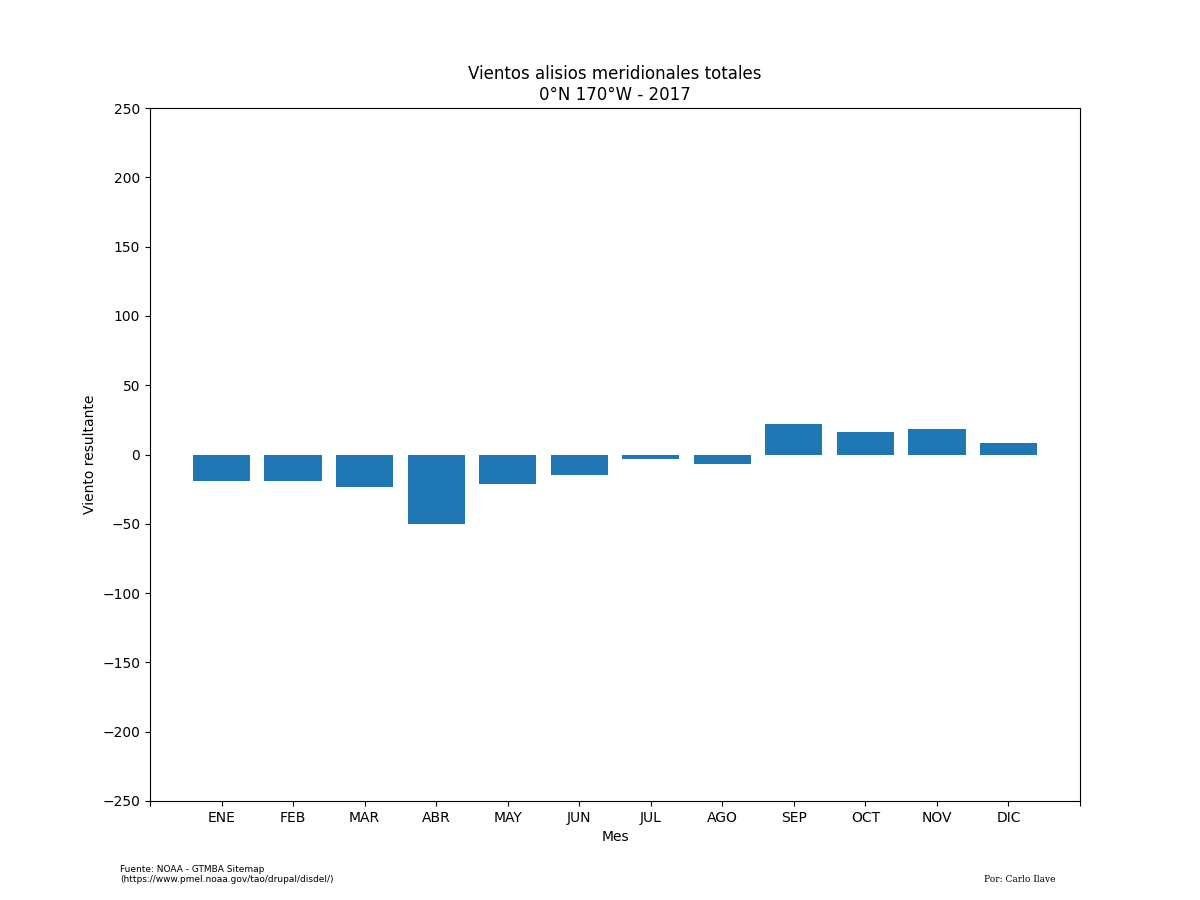 Vientos alisios meridionales totales
0°N 170°W - 2017
250
200
150
100
50
0
−50
−100
−150
−200
−250
Viento resultante
ENE FEB MAR ABR MAY JUN JUL AGO SEP OCT NOV DIC
Mes
Fuente: NOAA - GTMBA Sitemap
(https://www.pmel.noaa.gov/tao/drupal/disdel/)
Por: Carlo Ilave